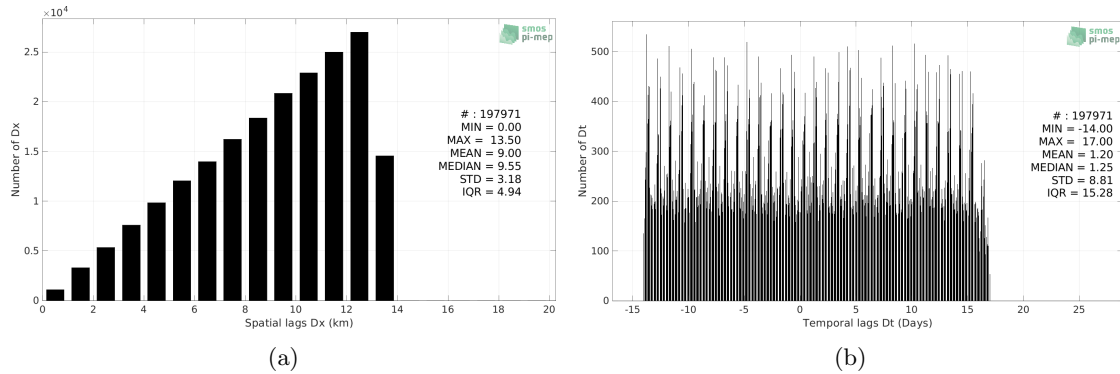 ×10⁴
2.5
2
1.5
1
0.5
0
Number of Dx
0 2 4 6 8 10 12 14 16 18 20
Spatial lags Dx (km)
smos
pi-mep
# : 197971
MIN = 0.00
MAX = 13.50
MEAN = 9.00
MEDIAN = 9.55
STD = 3.18
IQR = 4.94
(a)
500
400
300
200
100
0
Number of Dt
-15 -10 -5 0 5 10 15 20 25
Temporal lags Dt (Days)
smos
pi-mep
# : 197971
MIN = -14.00
MAX = 17.00
MEAN = 1.20
MEDIAN = 1.25
STD = 8.81
IQR = 15.28
(b)